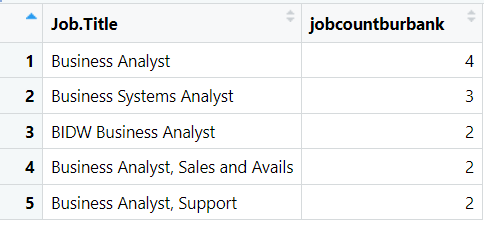 Job.Title jobcountburbank
1 Business Analyst 4
2 Business Systems Analyst 3
3 BIDW Business Analyst 2
4 Business Analyst, Sales and Avails 2
5 Business Analyst, Support 2